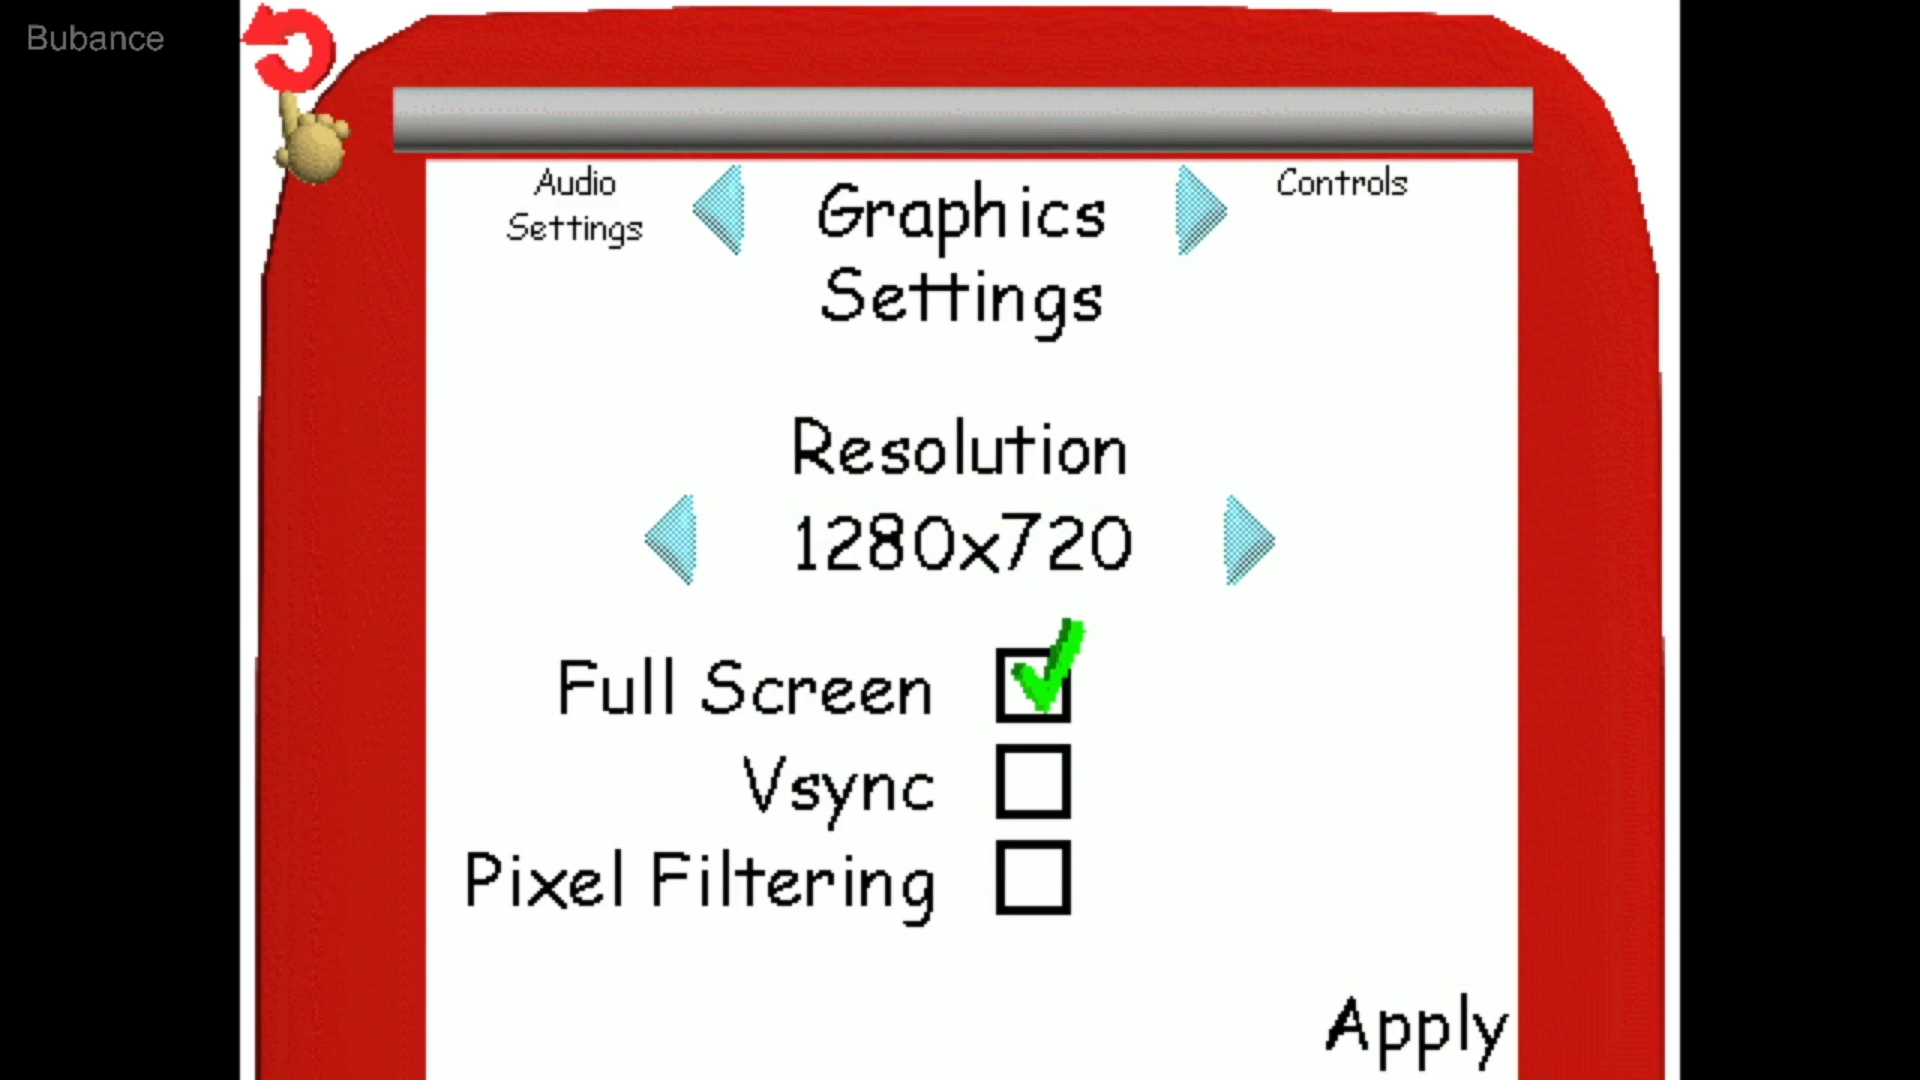 Bubance
Audio
Settings
Graphics
Settings
Controls
Resolution
1280x720
Full Screen
Vsync
Pixel Filtering
Apply